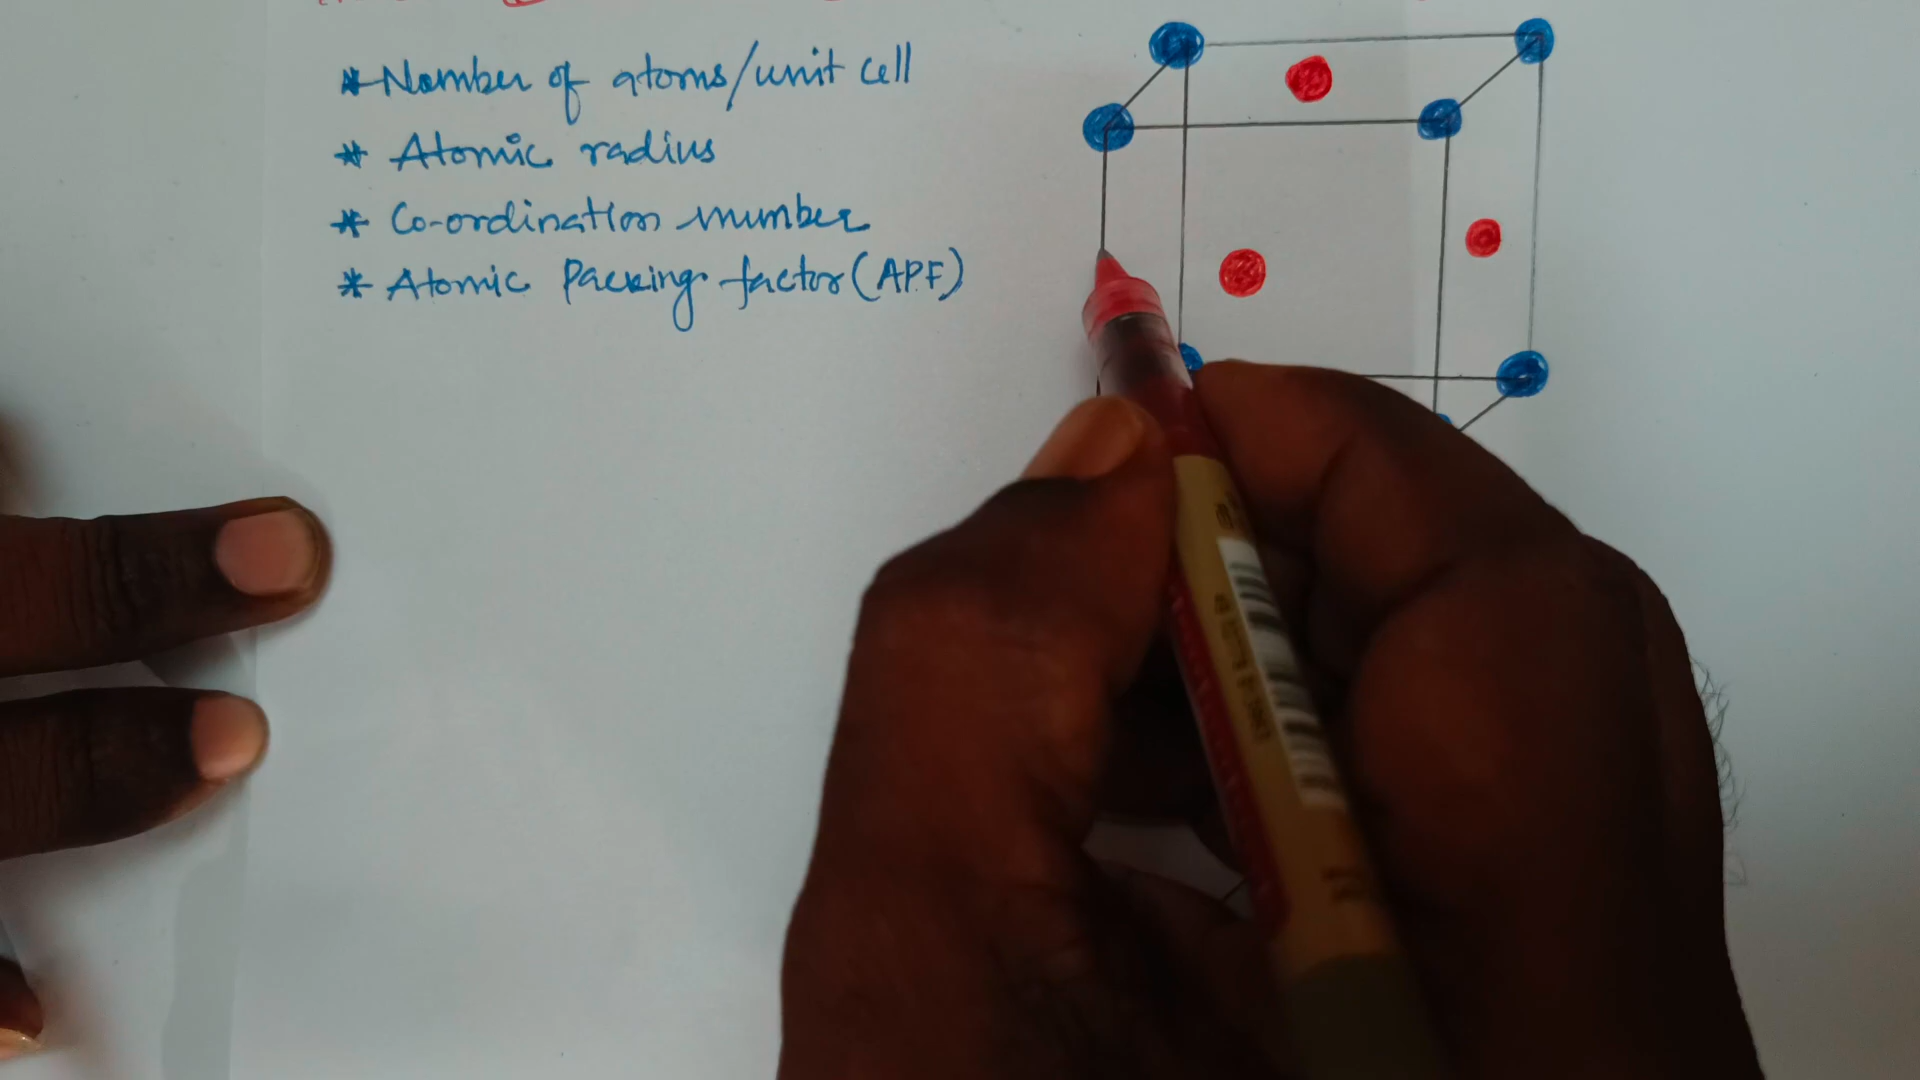 * Number of atoms/unit cell
* Atomic radius
* Co-ordination number
* Atomic Packing factor (APF)